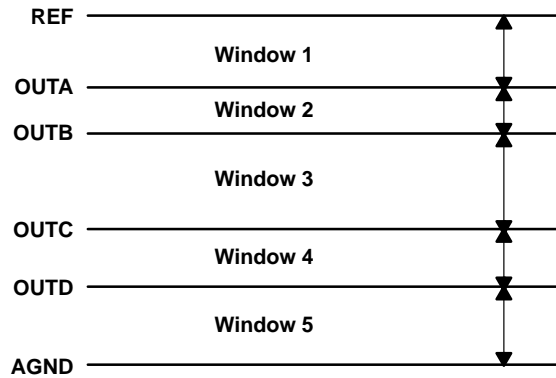 REF
Window 1
OUTA
Window 2
OUTB
Window 3
OUTC
Window 4
OUTD
Window 5
AGND